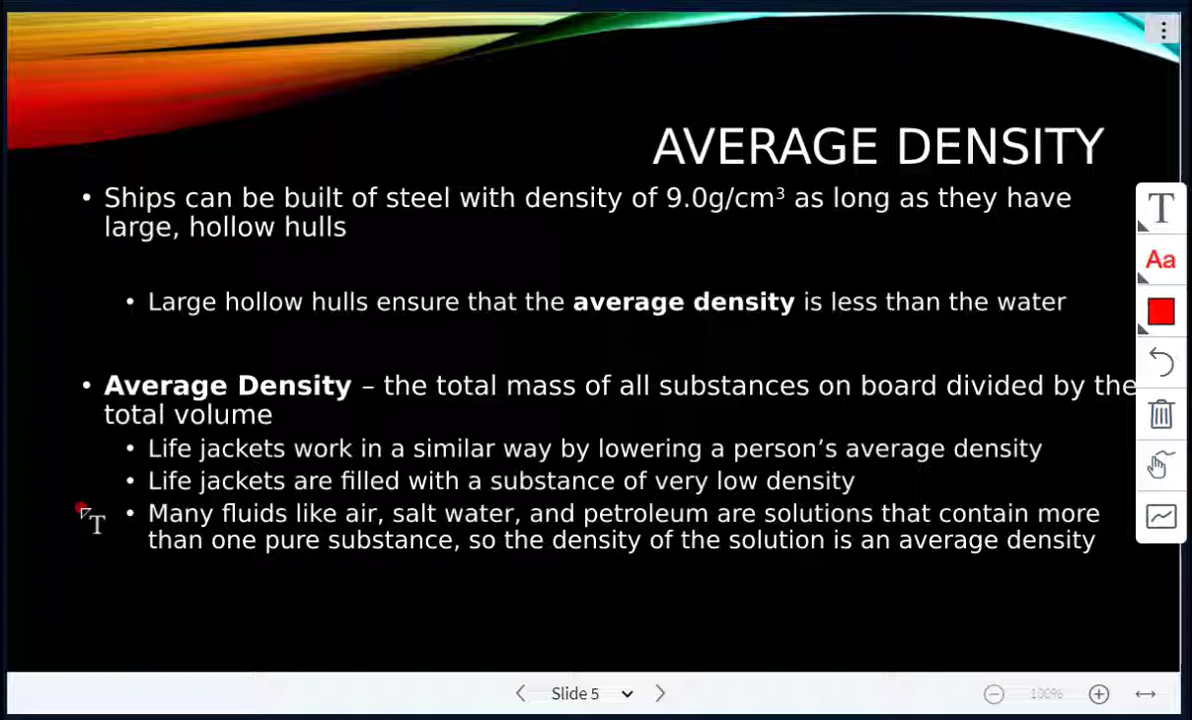 AVERAGE DENSITY
• Ships can be built of steel with density of 9.0g/cm³ as long as they have
large, hollow hulls
• Large hollow hulls ensure that the average density is less than the water
• Average Density – the total mass of all substances on board divided by the
total volume
• Life jackets work in a similar way by lowering a person’s average density
• Life jackets are filled with a substance of very low density
• Many fluids like air, salt water, and petroleum are solutions that contain more
than one pure substance, so the density of the solution is an average density
T
Aa
T
Slide 5
100%